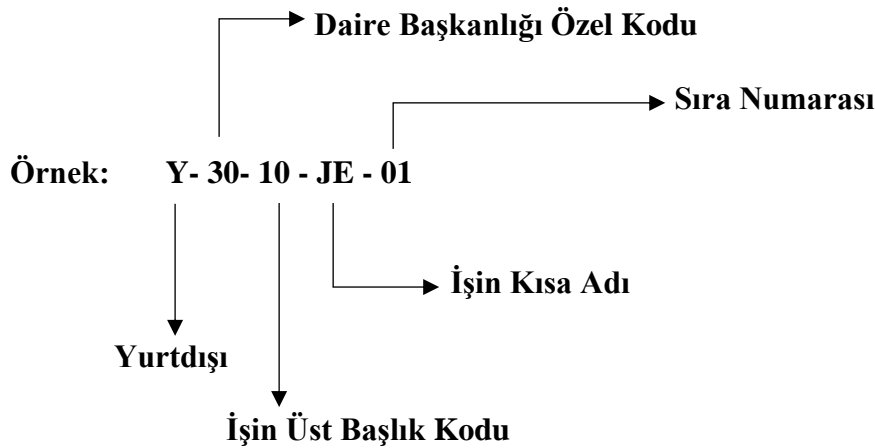 Daire Başkanlığı Özel Kodu
Sıra Numarası
Örnek: Y- 30- 10 - JE - 01
İşin Kısa Adı
Yurtdışı
İşin Üst Başlık Kodu